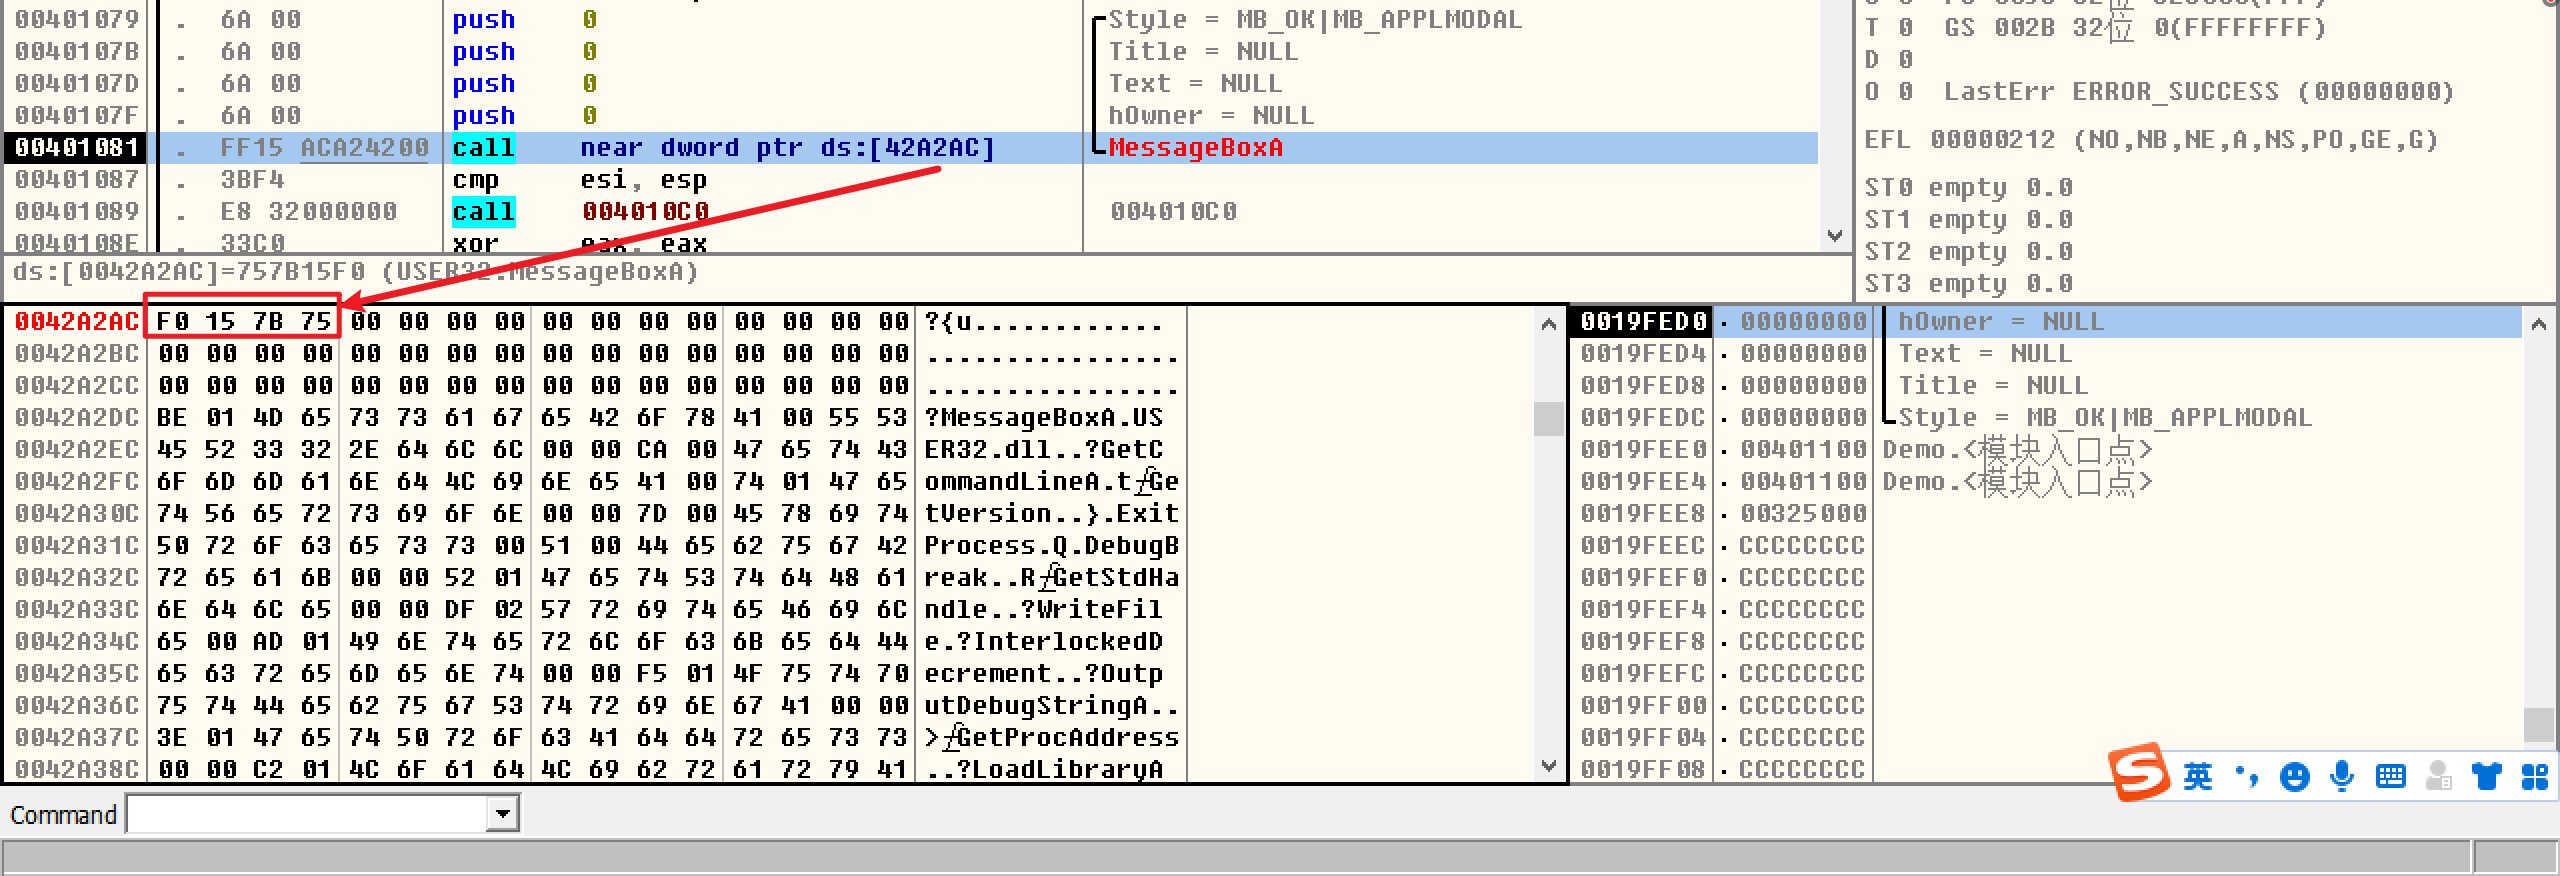 00401079 . 6A 00 push 0 Style = MB_OK|MB_APPLMODAL
0040107B . 6A 00 push 0 Title = NULL
0040107D . 6A 00 push 0 Text = NULL
0040107F . 6A 00 push 0 hOwner = NULL
00401081 . FF15 ACA24200 call near dword ptr ds:[42A2AC] MessageBoxA
00401087 . 3BF4 cmp esi, esp
00401089 . E8 32000000 call 004010C0 004010C0
0040108E . 33C0 xor eax, eax
ds:[0042A2AC]=757B15F0 (USER32.MessageBoxA)
T 0 GS 002B 32位 0(FFFFFFFF)
D 0
O 0 LastErr ERROR_SUCCESS (00000000)
EFL 00000212 (NO,NB,NE,A,NS,PO,GE,G)
ST0 empty 0.0
ST1 empty 0.0
ST2 empty 0.0
ST3 empty 0.0
0042A2AC F0 15 7B 75 00 00 00 00 00 00 00 00 00 00 00 00 ?{u............
0042A2BC 00 00 00 00 00 00 00 00 00 00 00 00 00 00 00 00 ................
0042A2CC 00 00 00 00 00 00 00 00 00 00 00 00 00 00 00 00 ................
0042A2DC BE 01 4D 65 73 73 61 67 65 42 6F 78 41 00 55 53 ?MessageBoxA.US
0042A2EC 45 52 33 32 2E 64 6C 6C 00 00 CA 00 47 65 74 43 ER32.dll..?GetC
0042A2FC 6F 6D 6D 61 6E 64 4C 69 6E 65 41 00 74 01 47 65 ommandLineA.tƒGe
0042A30C 74 56 65 72 73 69 6F 6E 00 00 7D 00 45 78 69 74 tVersion..}.Exit
0042A31C 50 72 6F 63 65 73 73 00 51 00 44 65 62 75 67 42 Process.Q.DebugB
0042A32C 72 65 61 6B 00 00 52 01 47 65 74 53 74 64 48 61 reak..RƒGetStdHa
0042A33C 6E 64 6C 65 00 00 DF 02 57 72 69 74 65 46 69 6C ndle..?WriteFil
0042A34C 65 00 AD 01 49 6E 74 65 72 6C 6F 63 6B 65 64 44 e.?InterlockedD
0042A35C 65 63 72 65 6D 65 6E 74 00 00 F5 01 4F 75 74 70 ecrement..?Outp
0042A36C 75 74 44 65 62 75 67 53 74 72 69 6E 67 41 00 00 utDebugStringA..
0042A37C 3E 01 47 65 74 50 72 6F 63 41 64 64 72 65 73 73 >ƒGetProcAddress
0042A38C 00 00 C2 01 4C 6F 61 64 4C 69 62 72 61 72 79 41 ..?LoadLibraryA
0019FED0 . 00000000 hOwner = NULL
0019FED4 . 00000000 Text = NULL
0019FED8 . 00000000 Title = NULL
0019FEDC . 00000000 Style = MB_OK|MB_APPLMODAL
0019FEE0 . 00401100 Demo.<模块入口点>
0019FEE4 . 00401100 Demo.<模块入口点>
0019FEE8 . 00325000
0019FEEC . CCCCCCCC
0019FEF0 . CCCCCCCC
0019FEF4 . CCCCCCCC
0019FEF8 . CCCCCCCC
0019FEFC . CCCCCCCC
0019FF00 . CCCCCCCC
0019FF04 . CCCCCCCC
0019FF08 . CCCCCCCC
S 英
Command